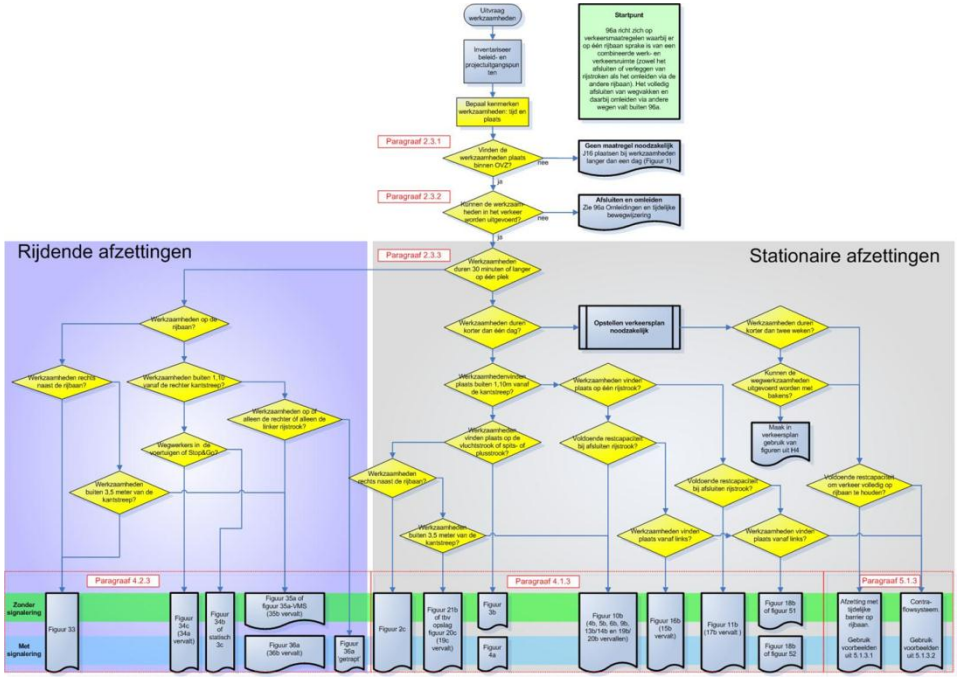 Uitvraag
werkzaamheden
Startpunt
96a richt zich op
verkeersmaatregelen waarbij er
op één rijbaan sprake is van een
combineerde werk- en
verkeersruimte (zowel het
afsluiten of verleggen van
rijstroken als het omleiden via de
andere rijbaan). Het volledig
afsluiten van wegvakken en
daarbij omleiden via andere
wegen valt buiten 96a.
Inventariseer
beleid- en
projectuitgangspu
nten
Bepaal kenmerken
werkzaamheden: tijd en
plaats
Paragraaf 2.3.1
Vinden de
werkzaamheden plaats
binnen OVZ?
nee
Geen maatregel noodzakelijk
J16 plaatsen bij werkzaamheden
langer dan een dag (Figuur 1)
ja
Paragraaf 2.3.2
Kunnen de werkzaam-
heden in het verkeer
worden uitgevoerd?
nee
Afsluiten en omleiden
Zie 96a Omleidingen en tijdelijke
bewegwijzering
ja
Rijdende afzettingen
Paragraaf 2.3.3
Stationaire afzettingen
Werkzaamheden
duren 30 minuten of langer
op één plek
Werkzaamheden op de
rijbaan?
Werkzaamheden duren
korter dan één dag?
Opstellen verkeersplan
noodzakelijk
Werkzaamheden duren
korter dan twee weken?
Werkzaamheden rechts
naast de rijbaan?
Werkzaamheden buiten 1,10
vanaf de rechter kantstreep?
Werkzaamhedenvinden
plaats buiten 1,10m vanaf
de kantstreep?
Werkzaamheden vinden
plaats op één rijstrook?
Kunnen de
wegwerkzaamheden
uitgevoerd worden met
bakens?
Werkzaamheden op of
alleen de rechter óf alleen de
linker rijstrook?
Maak in
verkeersplan
gebruik van
figuren uit H4
Wegwerkers in de
voertuigen of Stop&Go?
Werkzaamheden
vinden plaats op de
vluchtstrook of spits- of
plusstrook?
Voldoende restcapaciteit
bij afsluiten rijstrook?
Werkzaamheden
rechts naast de rijbaan?
Werkzaamheden
buiten 3,5 meter van de
kantstreep?
Voldoende restcapaciteit
bij afsluiten rijstrook?
Voldoende restcapaciteit
om verkeer volledig op
rijbaan te houden?
Werkzaamheden
buiten 3,5 meter van de
kantstreep?
Werkzaamheden vinden
plaats vanaf links?
Werkzaamheden vinden
plaats vanaf links?
Paragraaf 4.2.3
Paragraaf 4.1.3
Paragraaf 5.1.3
Zonder
signalering
Met
signalering
Figuur 33
Figuur
34c
(34a
vervalt)
Figuur
34b
of
statisch
3c
Figuur 35a of
figuur 35a-VMS
(35b vervalt)
Figuur 36a
(36b vervalt)
Figuur
36a
'getrapt'
Figuur 2c
Figuur 21b
of tbv
opslag
figuur 20c
(19c
vervalt)
Figuur
3b
Figuur
4a
Figuur 10b
(4h, 5b, 6b, 9b,
13b/14b en 19b/
20b vervallen)
Figuur 16b
(15b
vervalt)
Figuur 11b
(17b vervalt)
Figuur 18b
of figuur 51
Figuur 18b
of figuur 52
Afzetting met
tijdelijke
barrier op
rijbaan.
Gebruik
voorbeelden
uit 5.1.3.1
Contra-
flowsysteem.
Gebruik
voorbeelden
uit 5.1.3.2